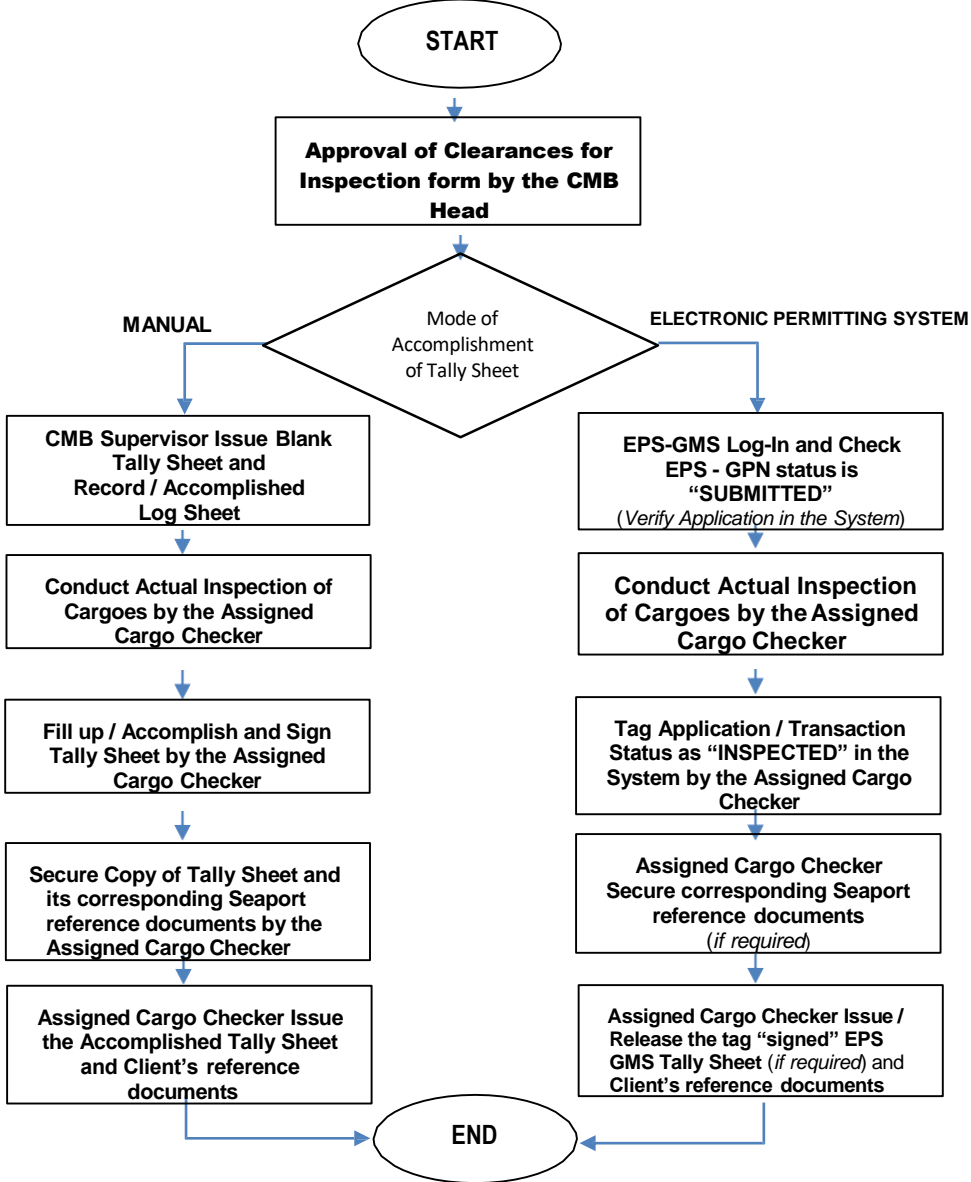 START
Approval of Clearances for
Inspection form by the CMB
Head
Mode of
Accomplishment
of Tally Sheet
MANUAL
CMB Supervisor Issue Blank
Tally Sheet and
Record / Accomplished
Log Sheet
Conduct Actual Inspection of
Cargoes by the Assigned
Cargo Checker
Fill up / Accomplish and Sign
Tally Sheet by the Assigned
Cargo Checker
Secure Copy of Tally Sheet and
its corresponding Seaport
reference documents by the
Assigned Cargo Checker
Assigned Cargo Checker Issue
the Accomplished Tally Sheet
and Client’s reference
documents
ELECTRONIC PERMITTING SYSTEM
EPS-GMS Log-In and Check
EPS - GPN status is
“SUBMITTED”
(Verify Application in the System)
Conduct Actual Inspection
of Cargoes by the Assigned
Cargo Checker
Tag Application / Transaction
Status as “INSPECTED” in the
System by the Assigned Cargo
Checker
Assigned Cargo Checker
Secure corresponding Seaport
reference documents
(if required)
Assigned Cargo Checker Issue /
Release the tag “signed” EPS
GMS Tally Sheet (if required) and
Client’s reference documents
END